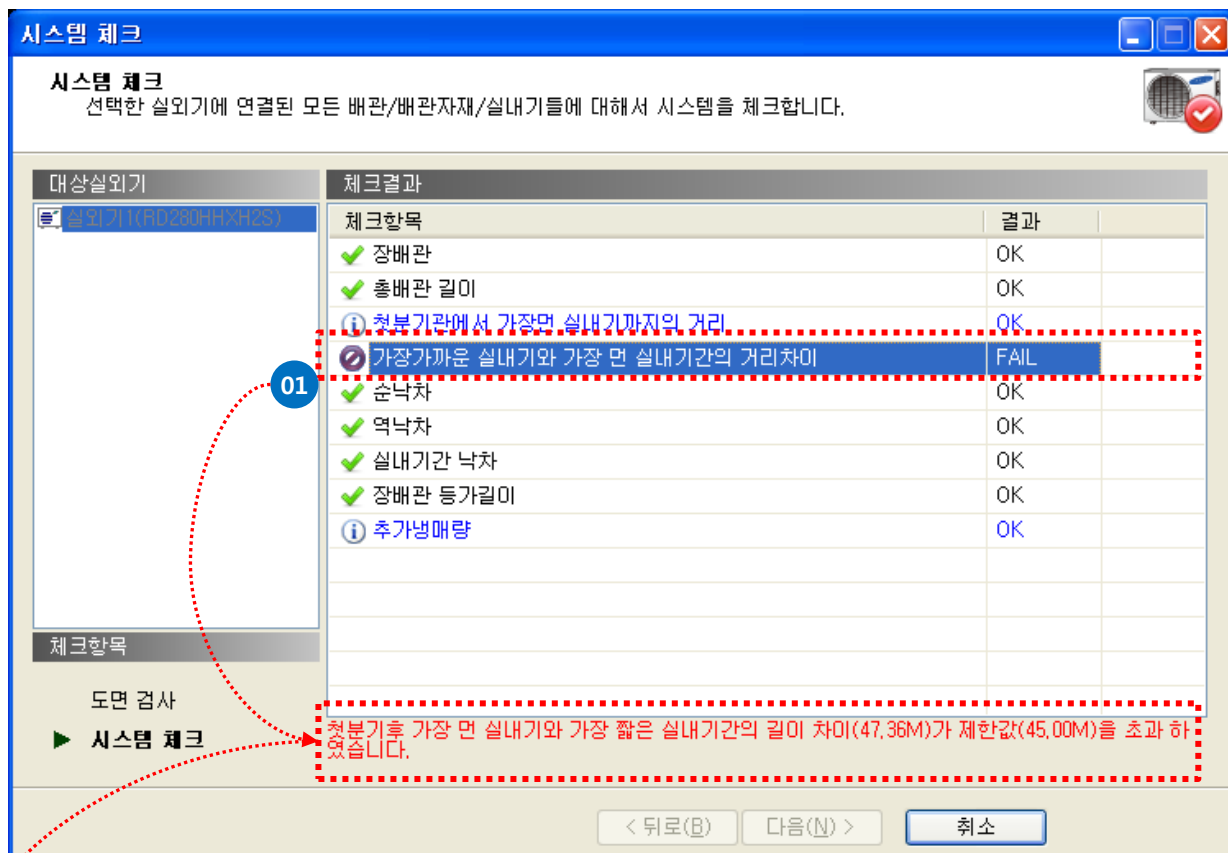 시스템 체크
시스템 체크
선택한 실외기에 연결된 모든 배관/배관자재/실내기들에 대해서 시스템을 체크합니다.
대상실외기
실외기1(RD280HHXH2S)
체크결과
체크항목 결과
장배관 OK
총배관 길이 OK
첫분기관에서 가장먼 실내기까지의 거리 OK
가장가까운 실내기와 가장 먼 실내기간의 거리차이 FAIL
01
순낙차 OK
역낙차 OK
실내기간 낙차 OK
장배관 등가길이 OK
추가냉매량 OK
체크항목
도면 검사
시스템 체크
첫분기후 가장 먼 실내기와 가장 짧은 실내기간의 길이 차이(47,36M)가 제한값(45,00M)을 초과 하
였습니다.
< 뒤로(B) 다음(N) > 취소